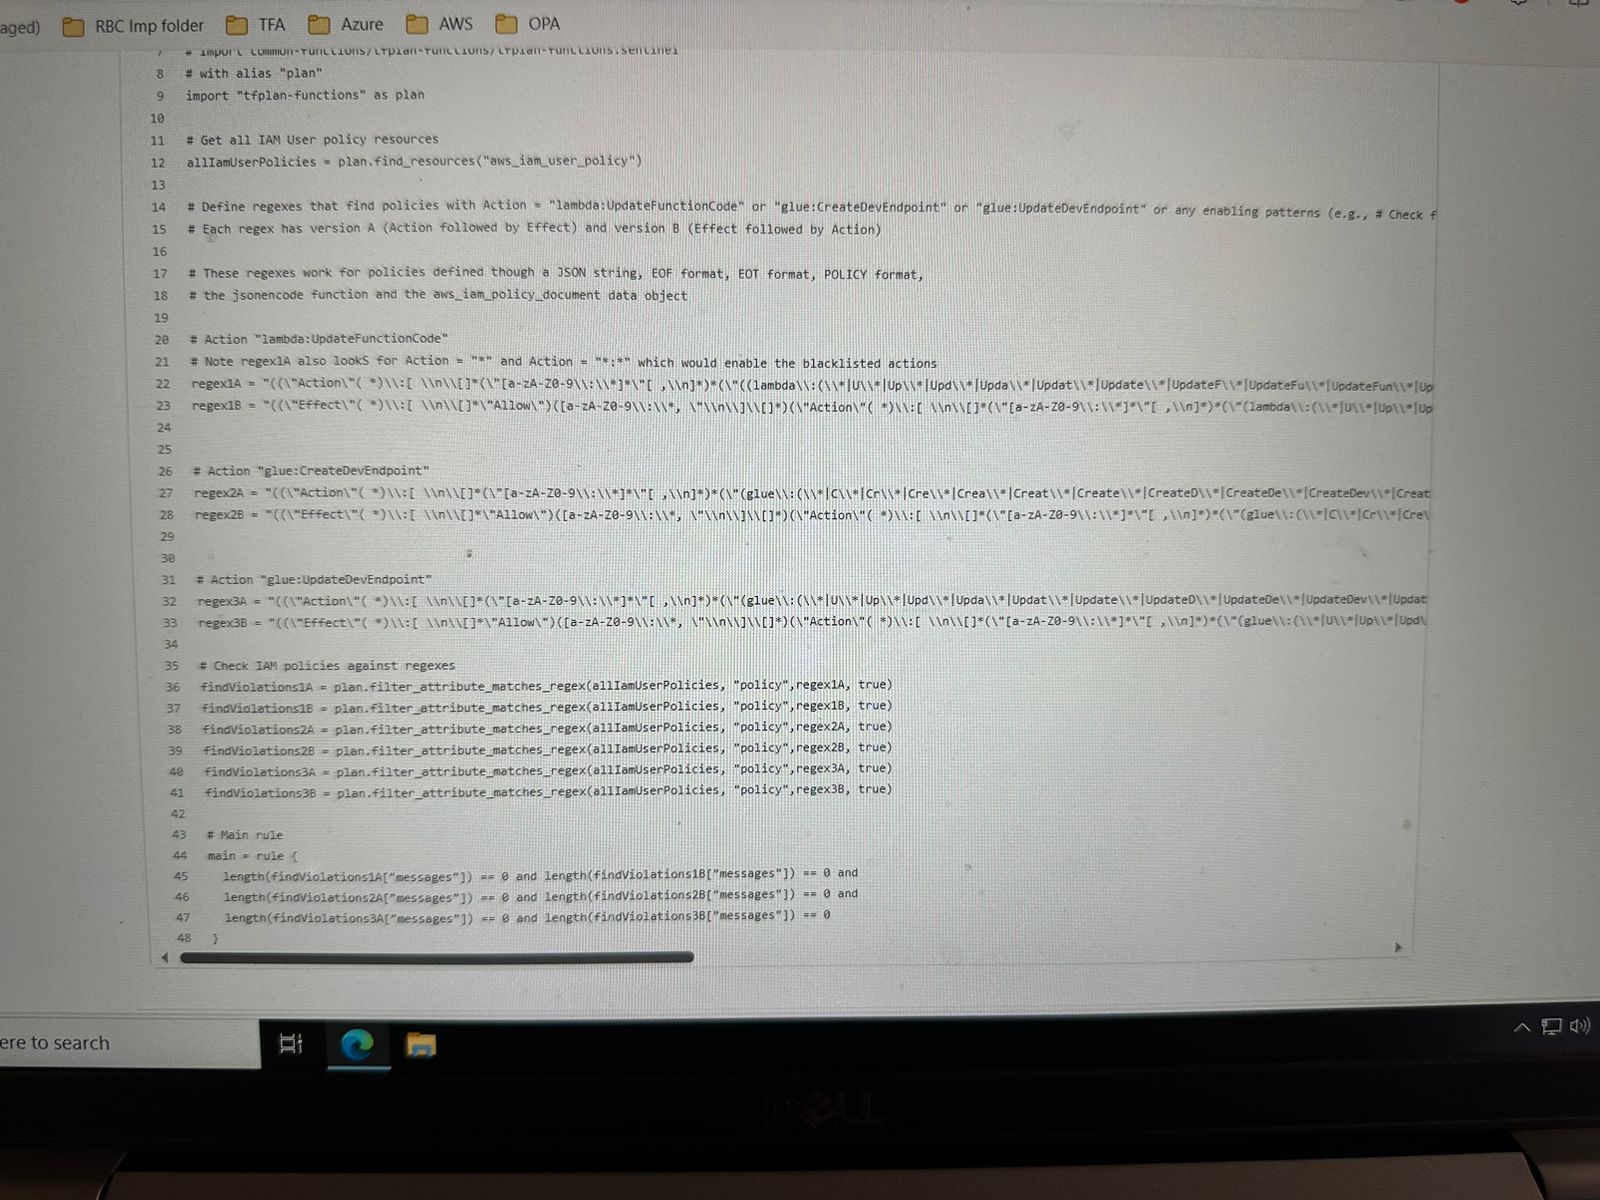 aged) RBC Imp folder TFA Azure AWS OPA
7 # import common-functions/tfplan-functions/tfplan-functions.sentinel
8 # with alias "plan"
9 import "tfplan-functions" as plan
10
11 # Get all IAM User policy resources
12 allIamUserPolicies = plan.find_resources("aws_iam_user_policy")
13
14 # Define regexes that find policies with Action = "lambda:UpdateFunctionCode" or "glue:CreateDevEndpoint" or "glue:UpdateDevEndpoint" or any enabling patterns (e.g., # Check f
15 # Each regex has version A (Action followed by Effect) and version B (Effect followed by Action)
16
17 # These regexes work for policies defined though a JSON string, EOF format, EOT format, POLICY format,
18 # the jsonencode function and the aws_iam_policy_document data object
19
20 # Action "lambda:UpdateFunctionCode"
21 # Note regex1A also lookS for Action = "*" and Action = "*:*" which would enable the blacklisted actions
22 regex1A = "((\"Action\"( *)\\:[ \\n\\[]*(\"[a-zA-Z0-9\\:\\*]*\"[ ,\\n]*)*(\"((lambda\\:(\\*|U\\*|Up\\*|Upd\\*|Upda\\*|Updat\\*|Update\\*|UpdateF\\*|UpdateFu\\*|UpdateFun\\*|Up
23 regex1B = "((\"Effect\"( *)\\:[ \\n\\[]*\"Allow\")([a-zA-Z0-9\\:\\*, \"\\n\\]\\[]*)(\"Action\"( *)\\:[ \\n\\[]*(\"[a-zA-Z0-9\\:\\*]*\"[ ,\\n]*)*(\"(lambda\\:(\\*|U\\*|Up\\*|Up
24
25
26 # Action "glue:CreateDevEndpoint"
27 regex2A = "((\"Action\"( *)\\:[ \\n\\[]*(\"[a-zA-Z0-9\\:\\*]*\"[ ,\\n]*)*(\"(glue\\:(\\*|C\\*|Cr\\*|Cre\\*|Crea\\*|Creat\\*|Create\\*|CreateD\\*|CreateDe\\*|CreateDev\\*|Creat
28 regex2B = "((\"Effect\"( *)\\:[ \\n\\[]*\"Allow\")([a-zA-Z0-9\\:\\*, \"\\n\\]\\[]*)(\"Action\"( *)\\:[ \\n\\[]*(\"[a-zA-Z0-9\\:\\*]*\"[ ,\\n]*)*(\"(glue\\:(\\*|C\\*|Cr\\*|Cre\
29
30
31 # Action "glue:UpdateDevEndpoint"
32 regex3A = "((\"Action\"( *)\\:[ \\n\\[]*(\"[a-zA-Z0-9\\:\\*]*\"[ ,\\n]*)*(\"(glue\\:(\\*|U\\*|Up\\*|Upd\\*|Upda\\*|Updat\\*|Update\\*|UpdateD\\*|UpdateDe\\*|UpdateDev\\*|Updat
33 regex3B = "((\"Effect\"( *)\\:[ \\n\\[]*\"Allow\")([a-zA-Z0-9\\:\\*, \"\\n\\]\\[]*)(\"Action\"( *)\\:[ \\n\\[]*(\"[a-zA-Z0-9\\:\\*]*\"[ ,\\n]*)*(\"(glue\\:(\\*|U\\*|Up\\*|Upd\
34
35 # Check IAM policies against regexes
36 findViolations1A = plan.filter_attribute_matches_regex(allIamUserPolicies, "policy",regex1A, true)
37 findViolations1B = plan.filter_attribute_matches_regex(allIamUserPolicies, "policy",regex1B, true)
38 findViolations2A = plan.filter_attribute_matches_regex(allIamUserPolicies, "policy",regex2A, true)
39 findViolations2B = plan.filter_attribute_matches_regex(allIamUserPolicies, "policy",regex2B, true)
40 findViolations3A = plan.filter_attribute_matches_regex(allIamUserPolicies, "policy",regex3A, true)
41 findViolations3B = plan.filter_attribute_matches_regex(allIamUserPolicies, "policy",regex3B, true)
42
43 # Main rule
44 main = rule {
45 length(findViolations1A["messages"]) == 0 and length(findViolations1B["messages"]) == 0 and
46 length(findViolations2A["messages"]) == 0 and length(findViolations2B["messages"]) == 0 and
47 length(findViolations3A["messages"]) == 0 and length(findViolations3B["messages"]) == 0
48 }
ere to search
DELL